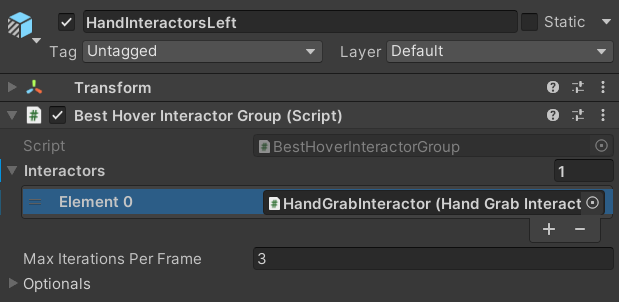 HandInteractorsLeft Static
Tag Untagged Layer Default
Transform
# Best Hover Interactor Group (Script)
Script # BestHoverInteractorGroup
Interactors 1
Element 0 # HandGrabInteractor (Hand Grab Interact
+ −
Max Iterations Per Frame 3
Optionals